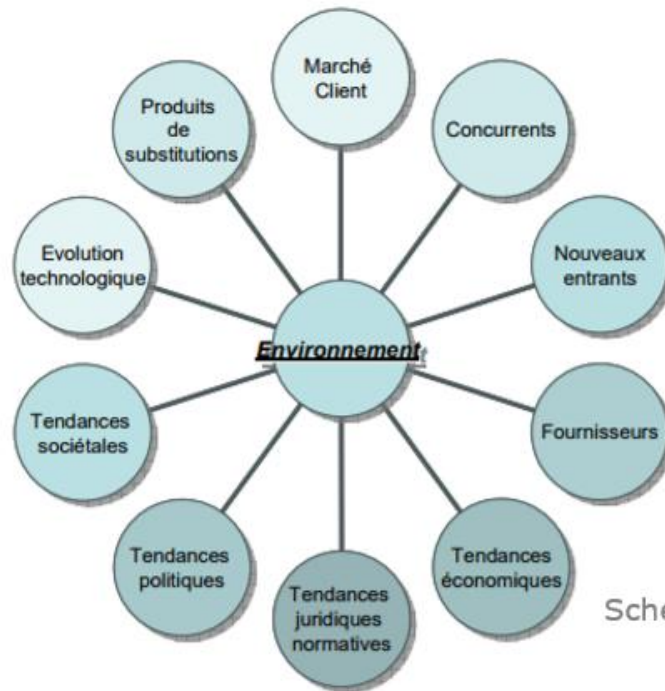 Marché
Client
Concurrents
Nouveaux
entrants
Fournisseurs
Tendances
économiques
Tendances
juridiques
normatives
Tendances
politiques
Tendances
sociétales
Evolution
technologique
Produits
de
substitutions
Environnement